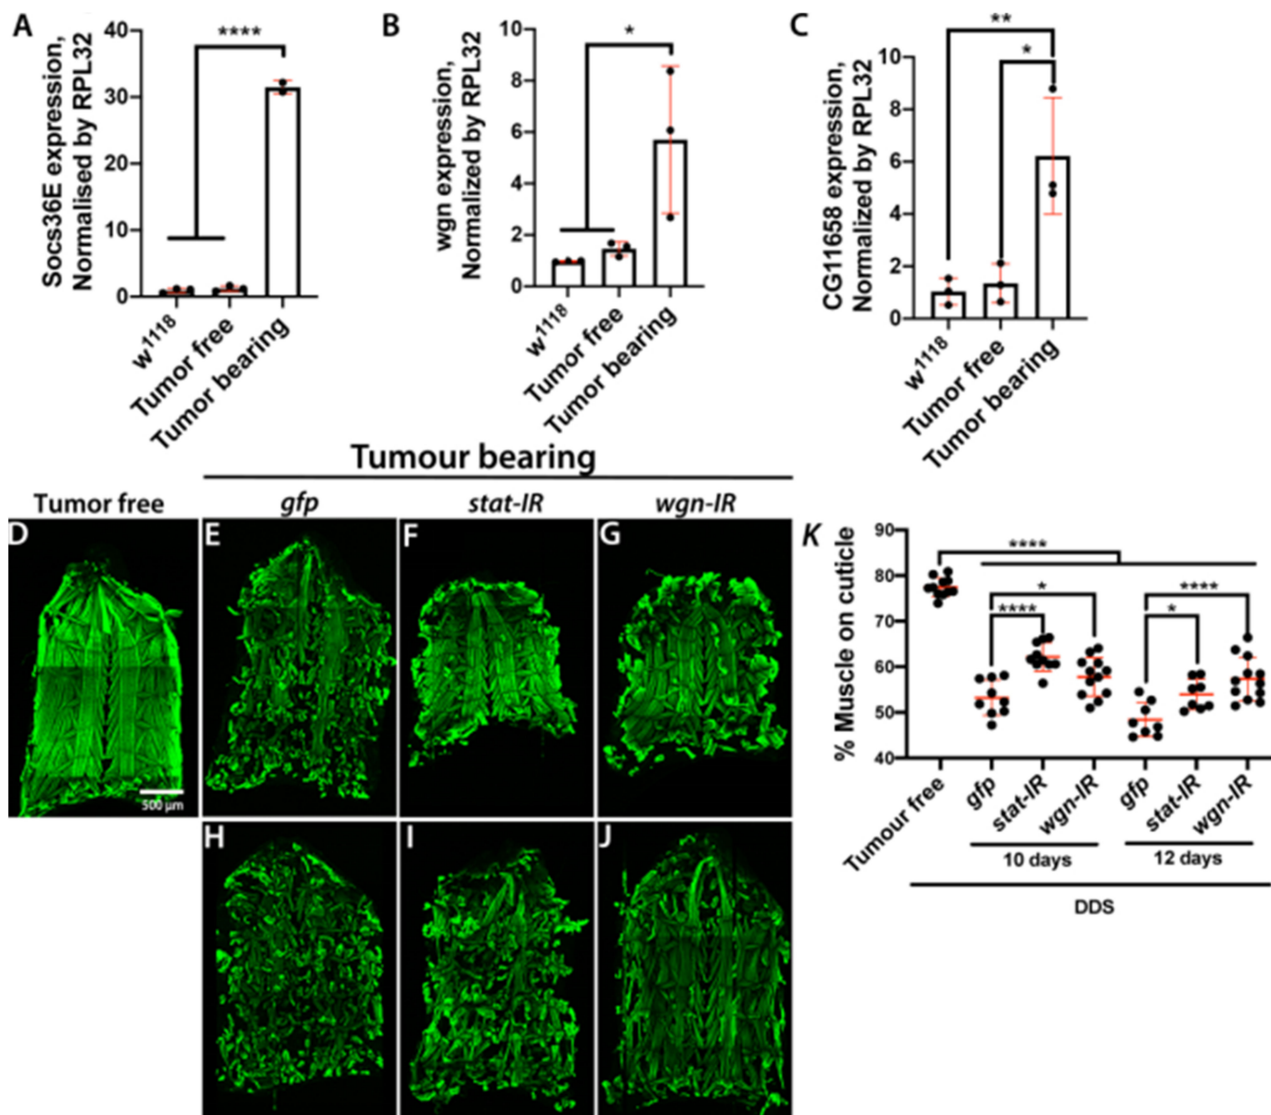 A
Socs36E expression,
Normalised by RPL32
40
30
20
10
0
****
w1118
Tumor free
Tumor bearing
B
wgn expression,
Normalized by RPL32
10
8
6
4
2
0
*
w1118
Tumor free
Tumor bearing
C
CG11658 expression,
Normalized by RPL32
10
8
6
4
2
0
**
*
w1118
Tumor free
Tumor bearing
Tumour bearing
Tumor free
gfp
stat-IR
wgn-IR
D
500 µm
E
F
G
H
I
J
K
% Muscle on cuticle
90
80
70
60
50
40
****
*
****
****
*
Tumour free
gfp
stat-IR
wgn-IR
gfp
stat-IR
wgn-IR
10 days
12 days
DDS